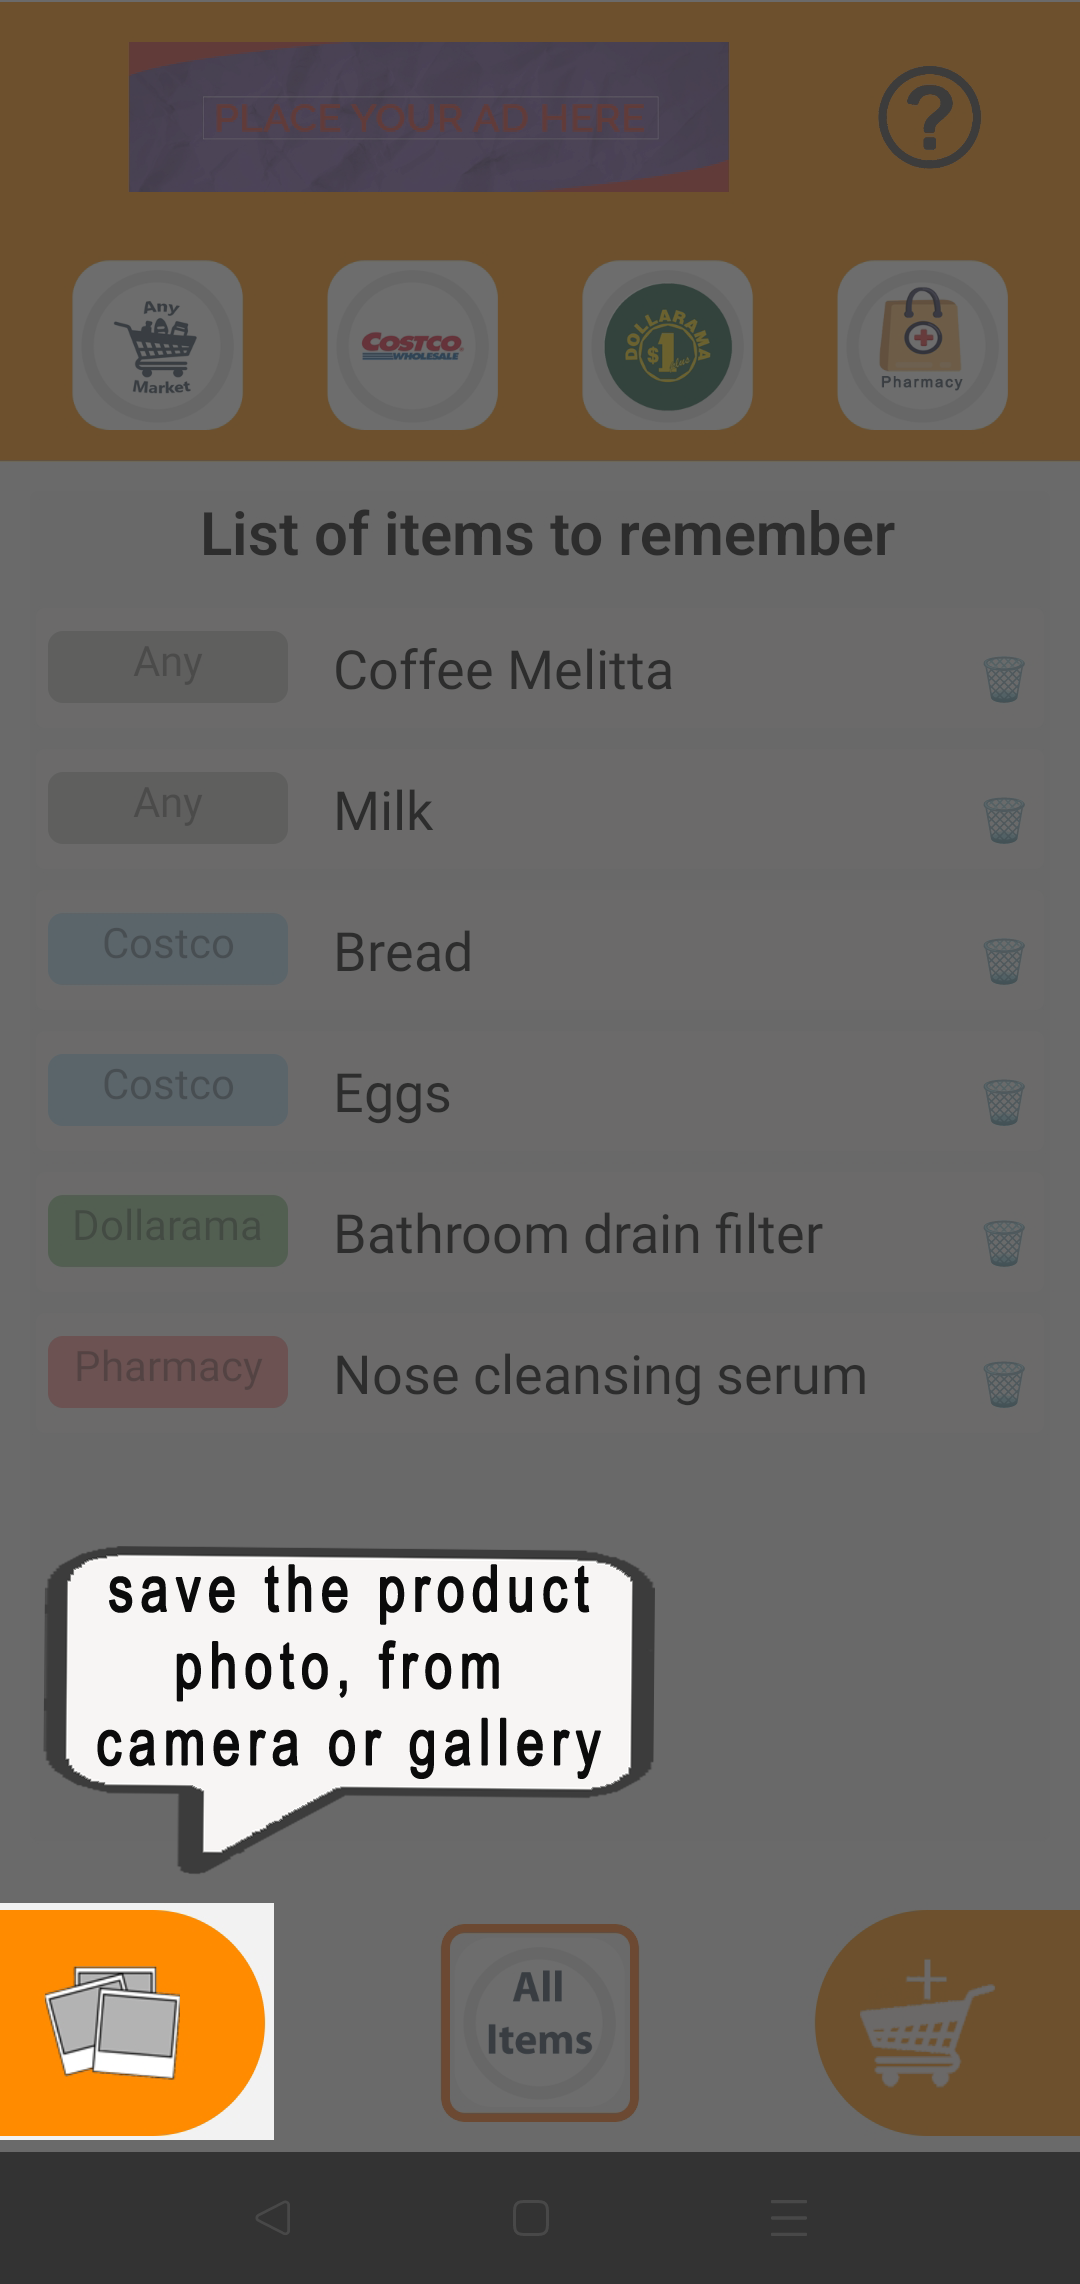 PLACE YOUR AD HERE
?
Any
Market
COSTCO
WHOLESALE
DOLLARAMA
$1 plus
Pharmacy
List of items to remember
Any
Coffee Melitta
Any
Milk
Costco
Bread
Costco
Eggs
Dollarama
Bathroom drain filter
Pharmacy
Nose cleansing serum
save the product
photo, from
camera or gallery
All
Items